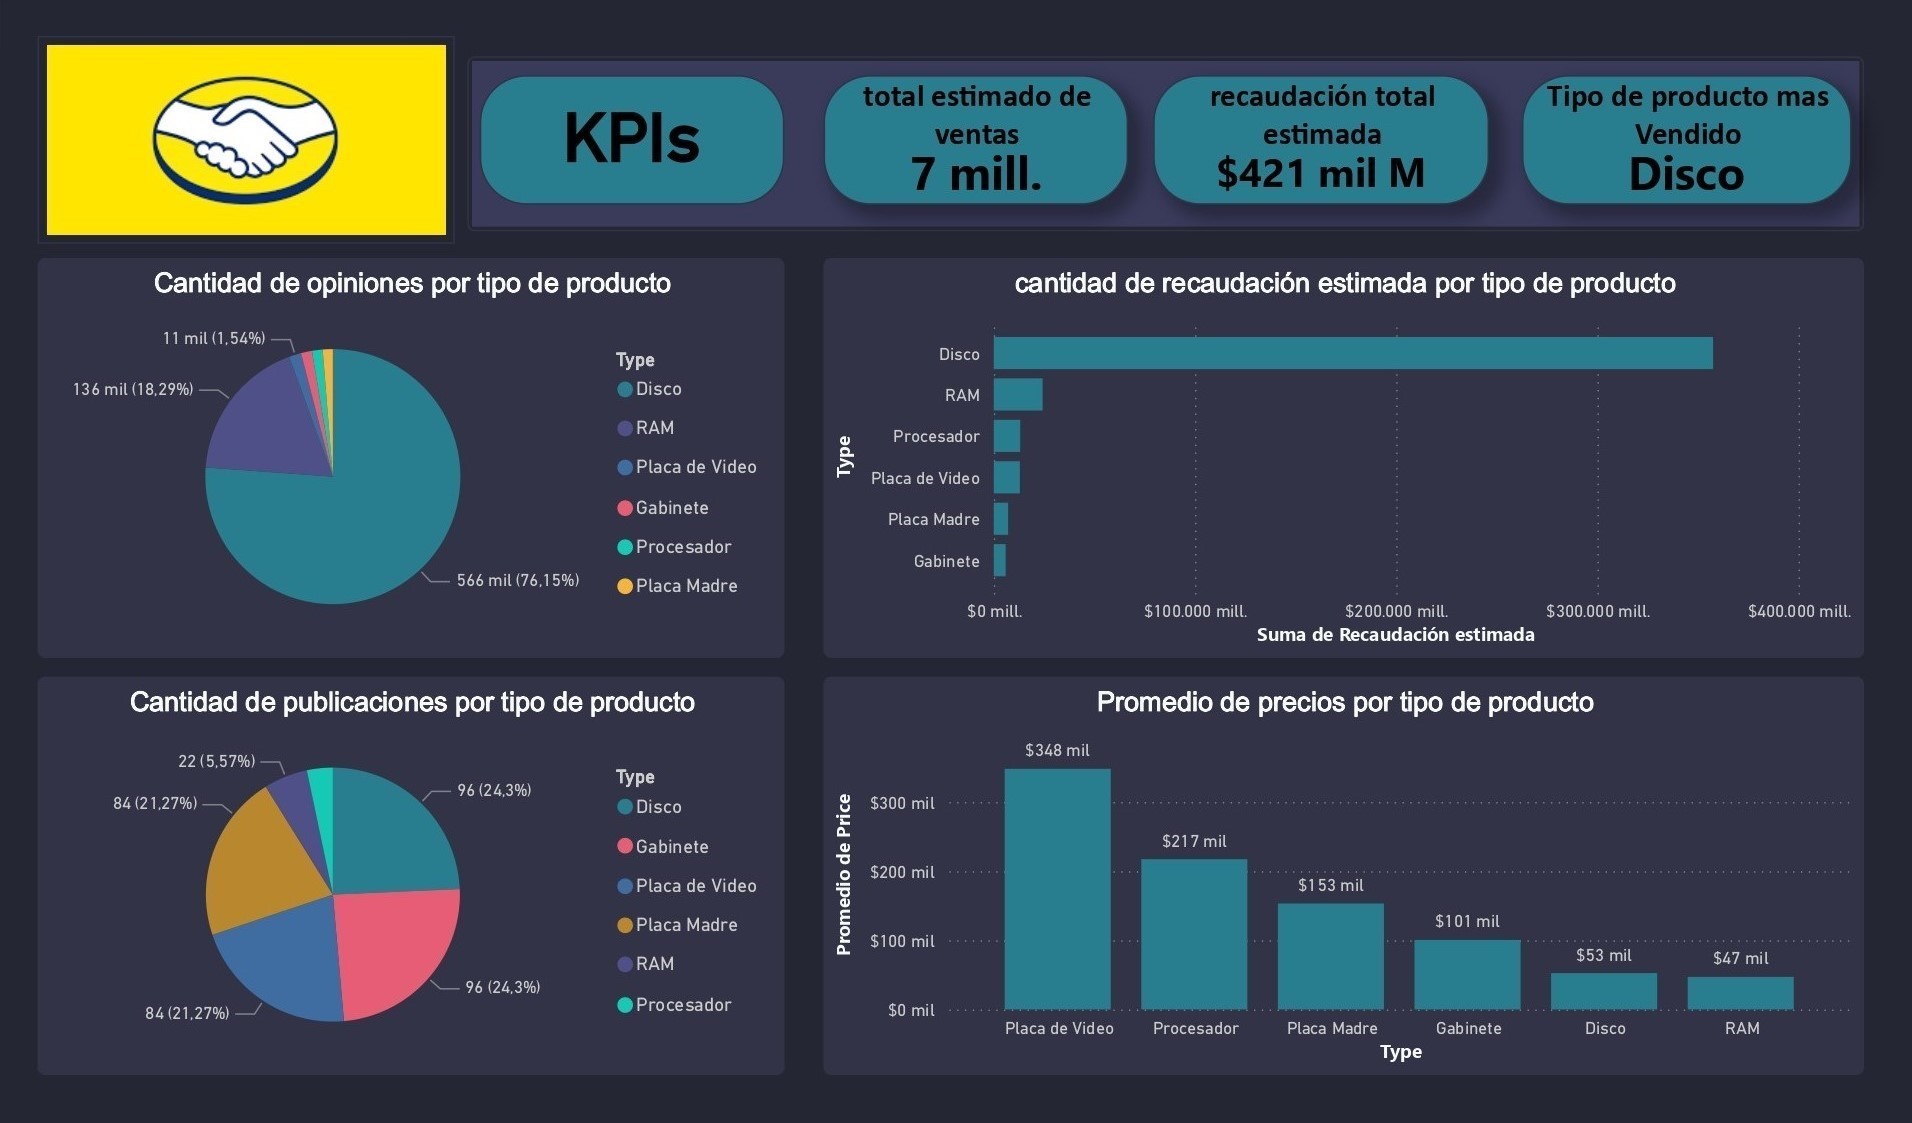 KPIs
total estimado de
ventas
7 mill.
recaudación total
estimada
$421 mil M
Tipo de producto mas
Vendido
Disco
Cantidad de opiniones por tipo de producto
11 mil (1,54%)
136 mil (18,29%)
566 mil (76,15%)
Type
Disco
RAM
Placa de Video
Gabinete
Procesador
Placa Madre
cantidad de recaudación estimada por tipo de producto
Type
Disco
RAM
Procesador
Placa de Video
Placa Madre
Gabinete
$0 mill.
$100.000 mill.
$200.000 mill.
$300.000 mill.
$400.000 mill.
Suma de Recaudación estimada
Cantidad de publicaciones por tipo de producto
22 (5,57%)
84 (21,27%)
96 (24,3%)
96 (24,3%)
84 (21,27%)
Type
Disco
Gabinete
Placa de Video
Placa Madre
RAM
Procesador
Promedio de precios por tipo de producto
Promedio de Price
$300 mil
$200 mil
$100 mil
$0 mil
$348 mil
$217 mil
$153 mil
$101 mil
$53 mil
$47 mil
Placa de Video
Procesador
Placa Madre
Gabinete
Disco
RAM
Type